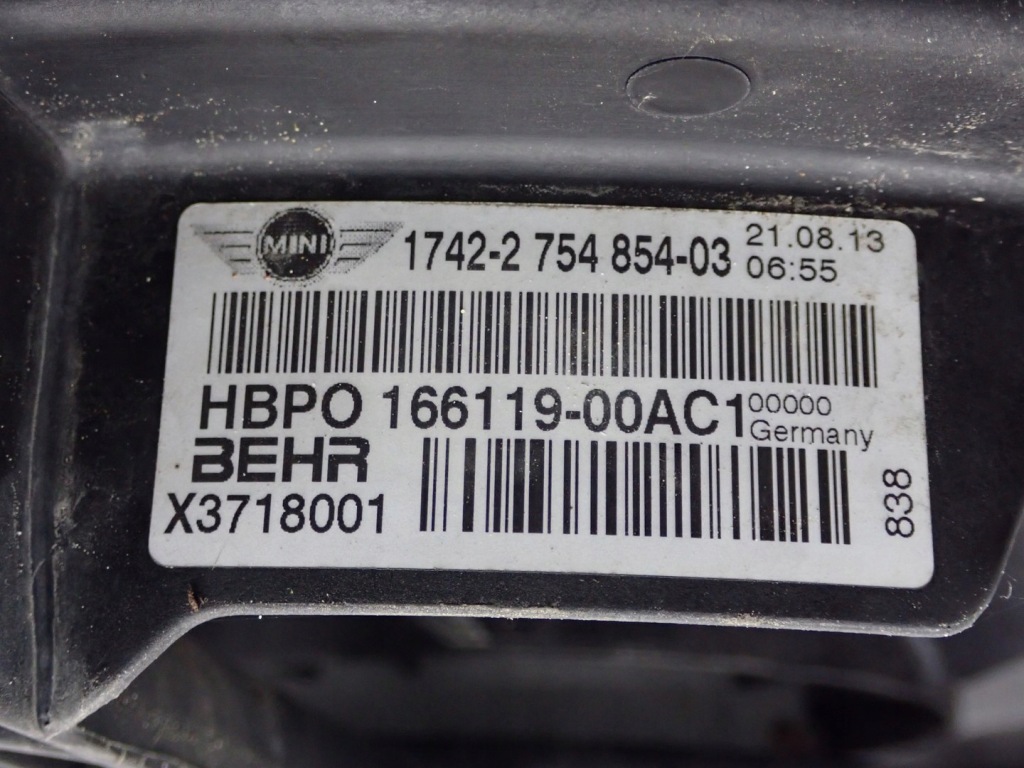 MINI 1742-2 754 854-03 21.08.13
06:55
HBPO 166119-00AC1 00000
Germany
BEHR
X3718001
838